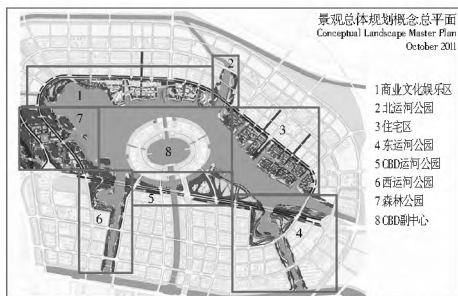 景观总体规划概念总平面
Conceptual Landscape Master Plan
October 2011
1商业文化娱乐区
2北运河公园
3住宅区
4东运河公园
5CBD运河公园
6西运河公园
7森林公园
8CBD副中心
1
2
3
7
8
5
6
4